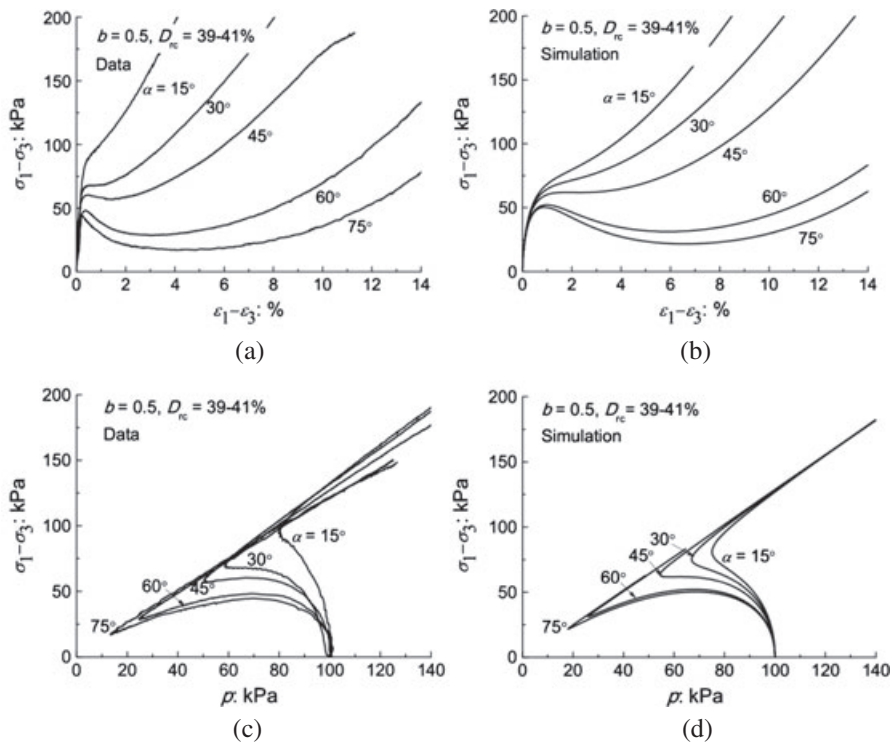 200
150
100
50
0
σ₁–σ₃: kPa
b = 0.5, D_rc = 39-41%
Data
α = 15°
30°
45°
60°
75°
0 2 4 6 8 10 12 14
ε₁–ε₃: %
(a)
200
150
100
50
0
σ₁–σ₃: kPa
b = 0.5, D_rc = 39-41%
Simulation
α = 15°
30°
45°
60°
75°
0 2 4 6 8 10 12 14
ε₁–ε₃: %
(b)
200
150
100
50
0
σ₁–σ₃: kPa
b = 0.5, D_rc = 39-41%
Data
α = 15°
30°
45°
60°
75°
0 20 40 60 80 100 120 140
p: kPa
(c)
200
150
100
50
0
σ₁–σ₃: kPa
b = 0.5, D_rc = 39-41%
Simulation
30°
α = 15°
45°
60°
75°
0 20 40 60 80 100 120 140
p: kPa
(d)